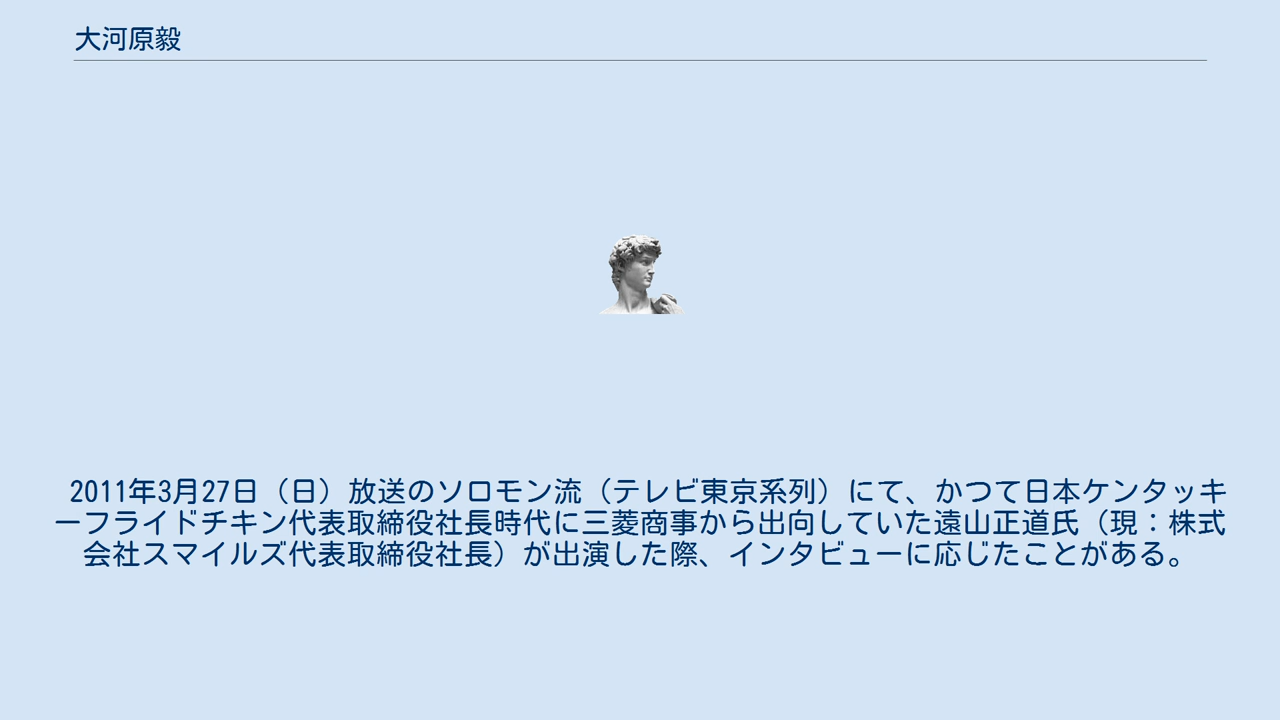 大河原毅
2011年3月27日（日）放送のソロモン流（テレビ東京系列）にて、かつて日本ケンタッキ
ーフライドチキン代表取締役社長時代に三菱商事から出向していた遠山正道氏（現：株式
会社スマイルズ代表取締役社長）が出演した際、インタビューに応じたことがある。